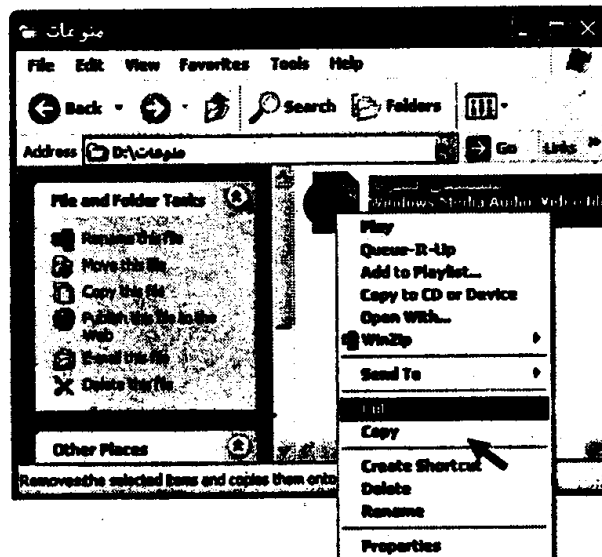 منوعات
File Edit View Favorites Tools Help
Back Search Folders
Address D:\منوعات Go Links »
File and Folder Tasks
Rename this file
Move this file
Copy this file
Publish this file to the
Web
E-mail this file
Delete this file
Other Places
Removes the selected items and copies them onto
Windows Media Audio/Video file
Play
Queue-It-Up
Add to Playlist...
Copy to CD or Device
Open With...
WinZip
Send To
Cut
Copy
Create Shortcut
Delete
Rename
Properties